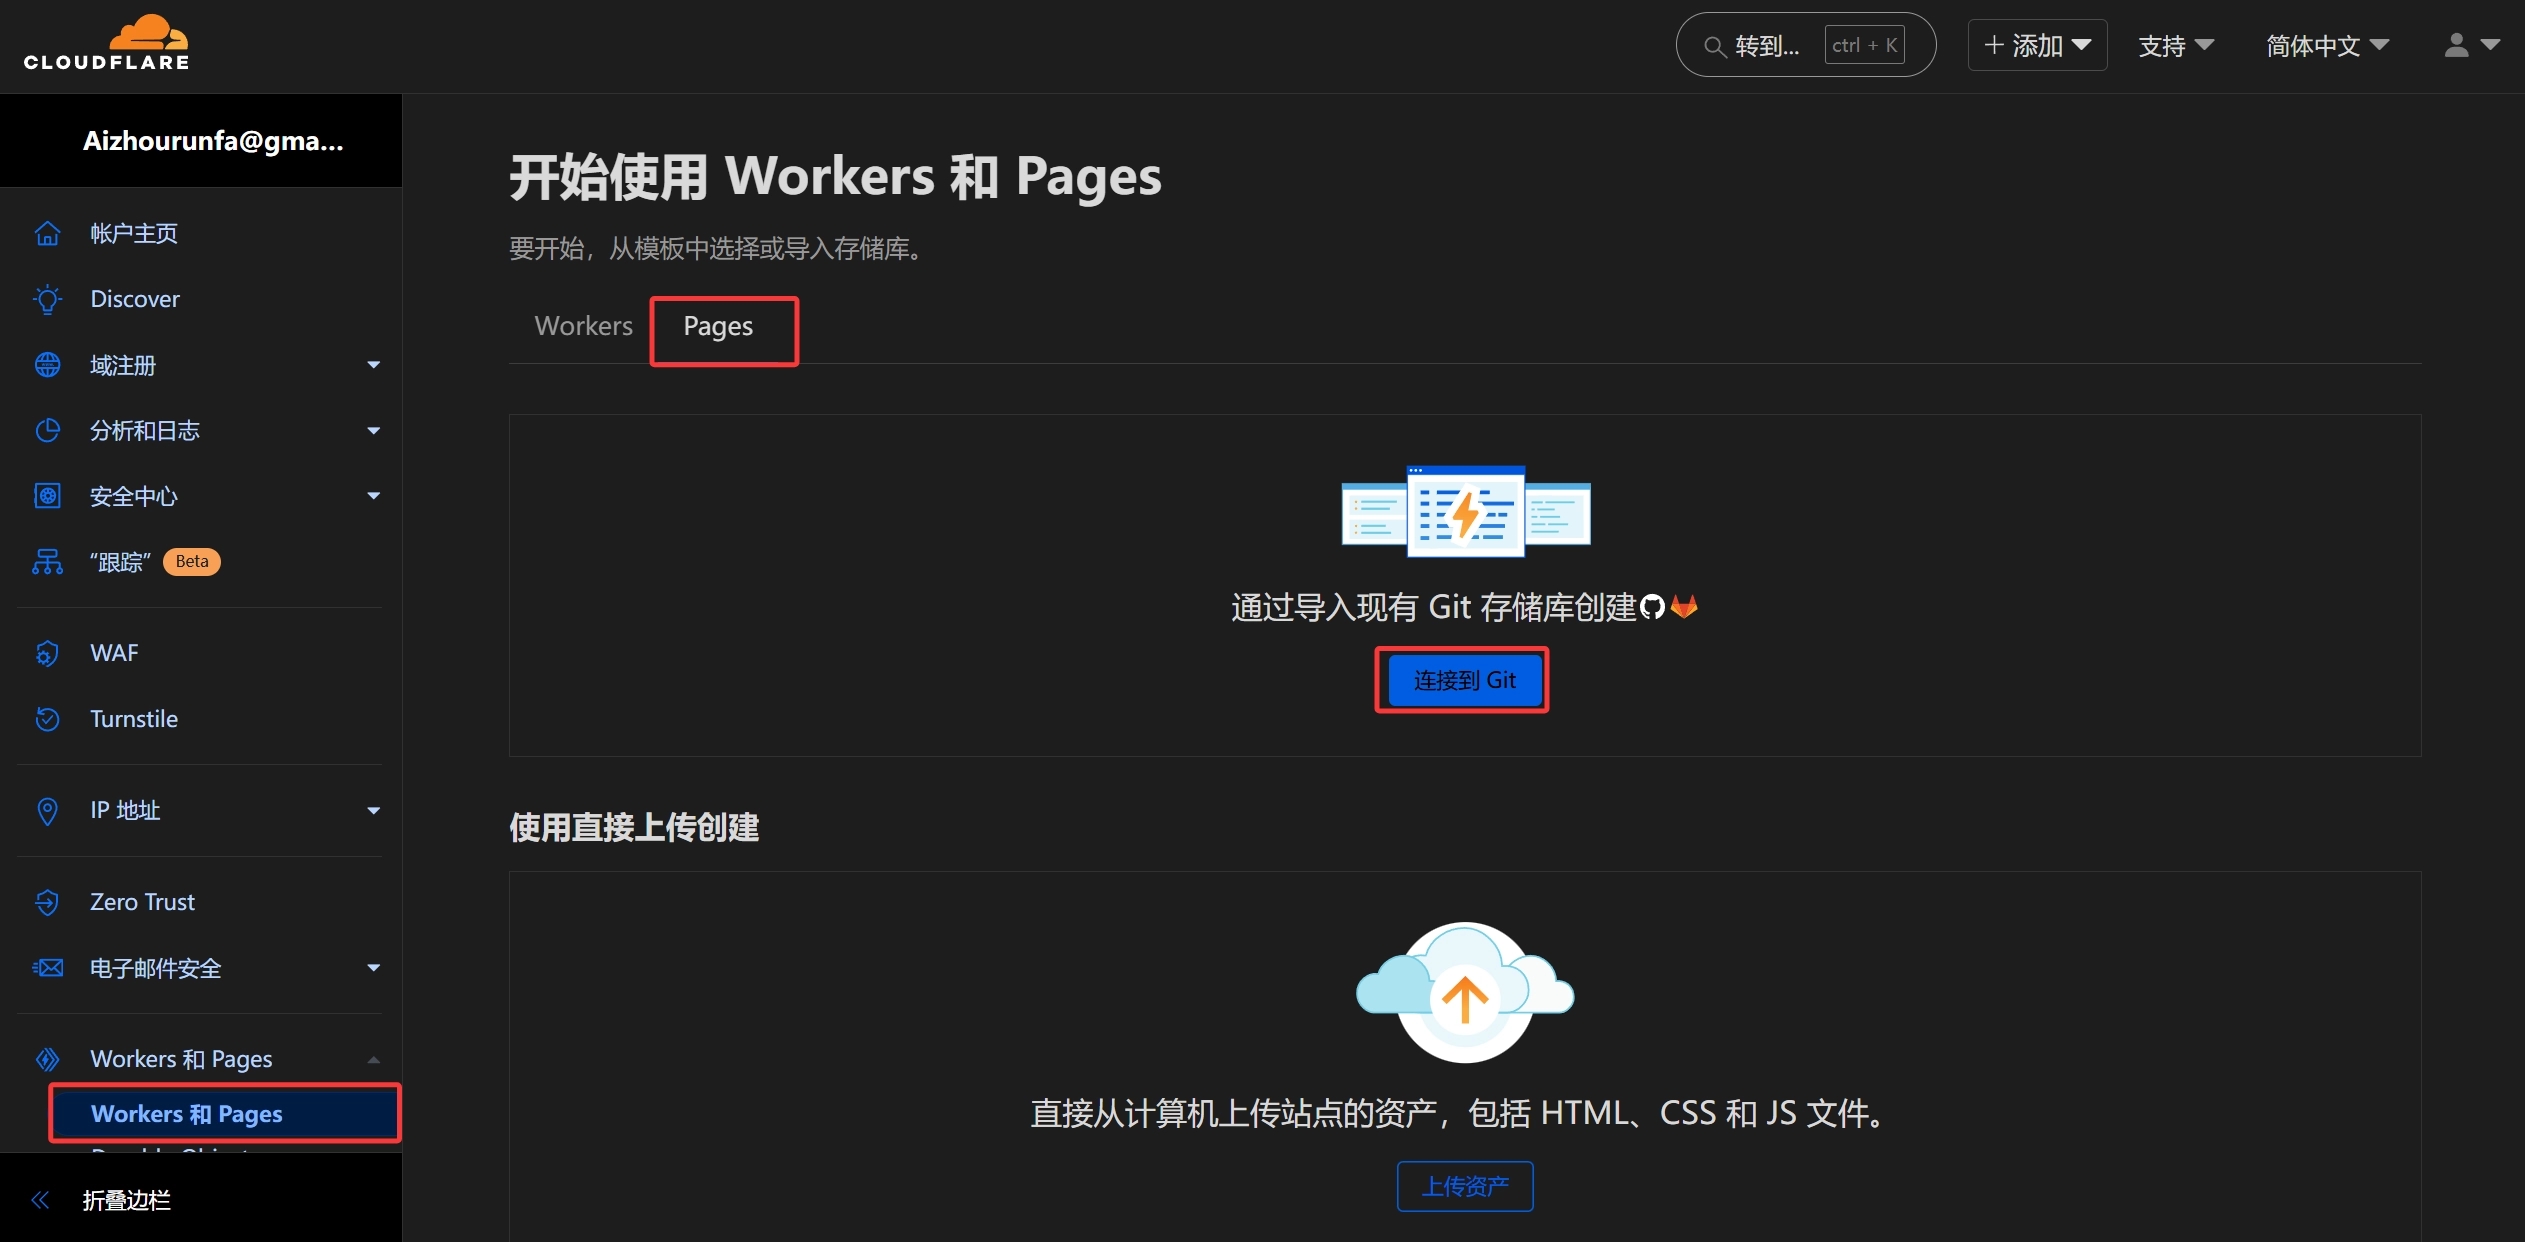 CLOUDFLARE
转到... ctrl + K
+ 添加
支持
简体中文
Aizhourunfa@gma...
帐户主页
Discover
域注册
分析和日志
安全中心
“跟踪” Beta
WAF
Turnstile
IP 地址
Zero Trust
电子邮件安全
Workers 和 Pages
Workers 和 Pages
折叠边栏
开始使用 Workers 和 Pages
要开始，从模板中选择或导入存储库。
Workers Pages
通过导入现有 Git 存储库创建
连接到 Git
使用直接上传创建
直接从计算机上传站点的资产，包括 HTML、CSS 和 JS 文件。
上传资产